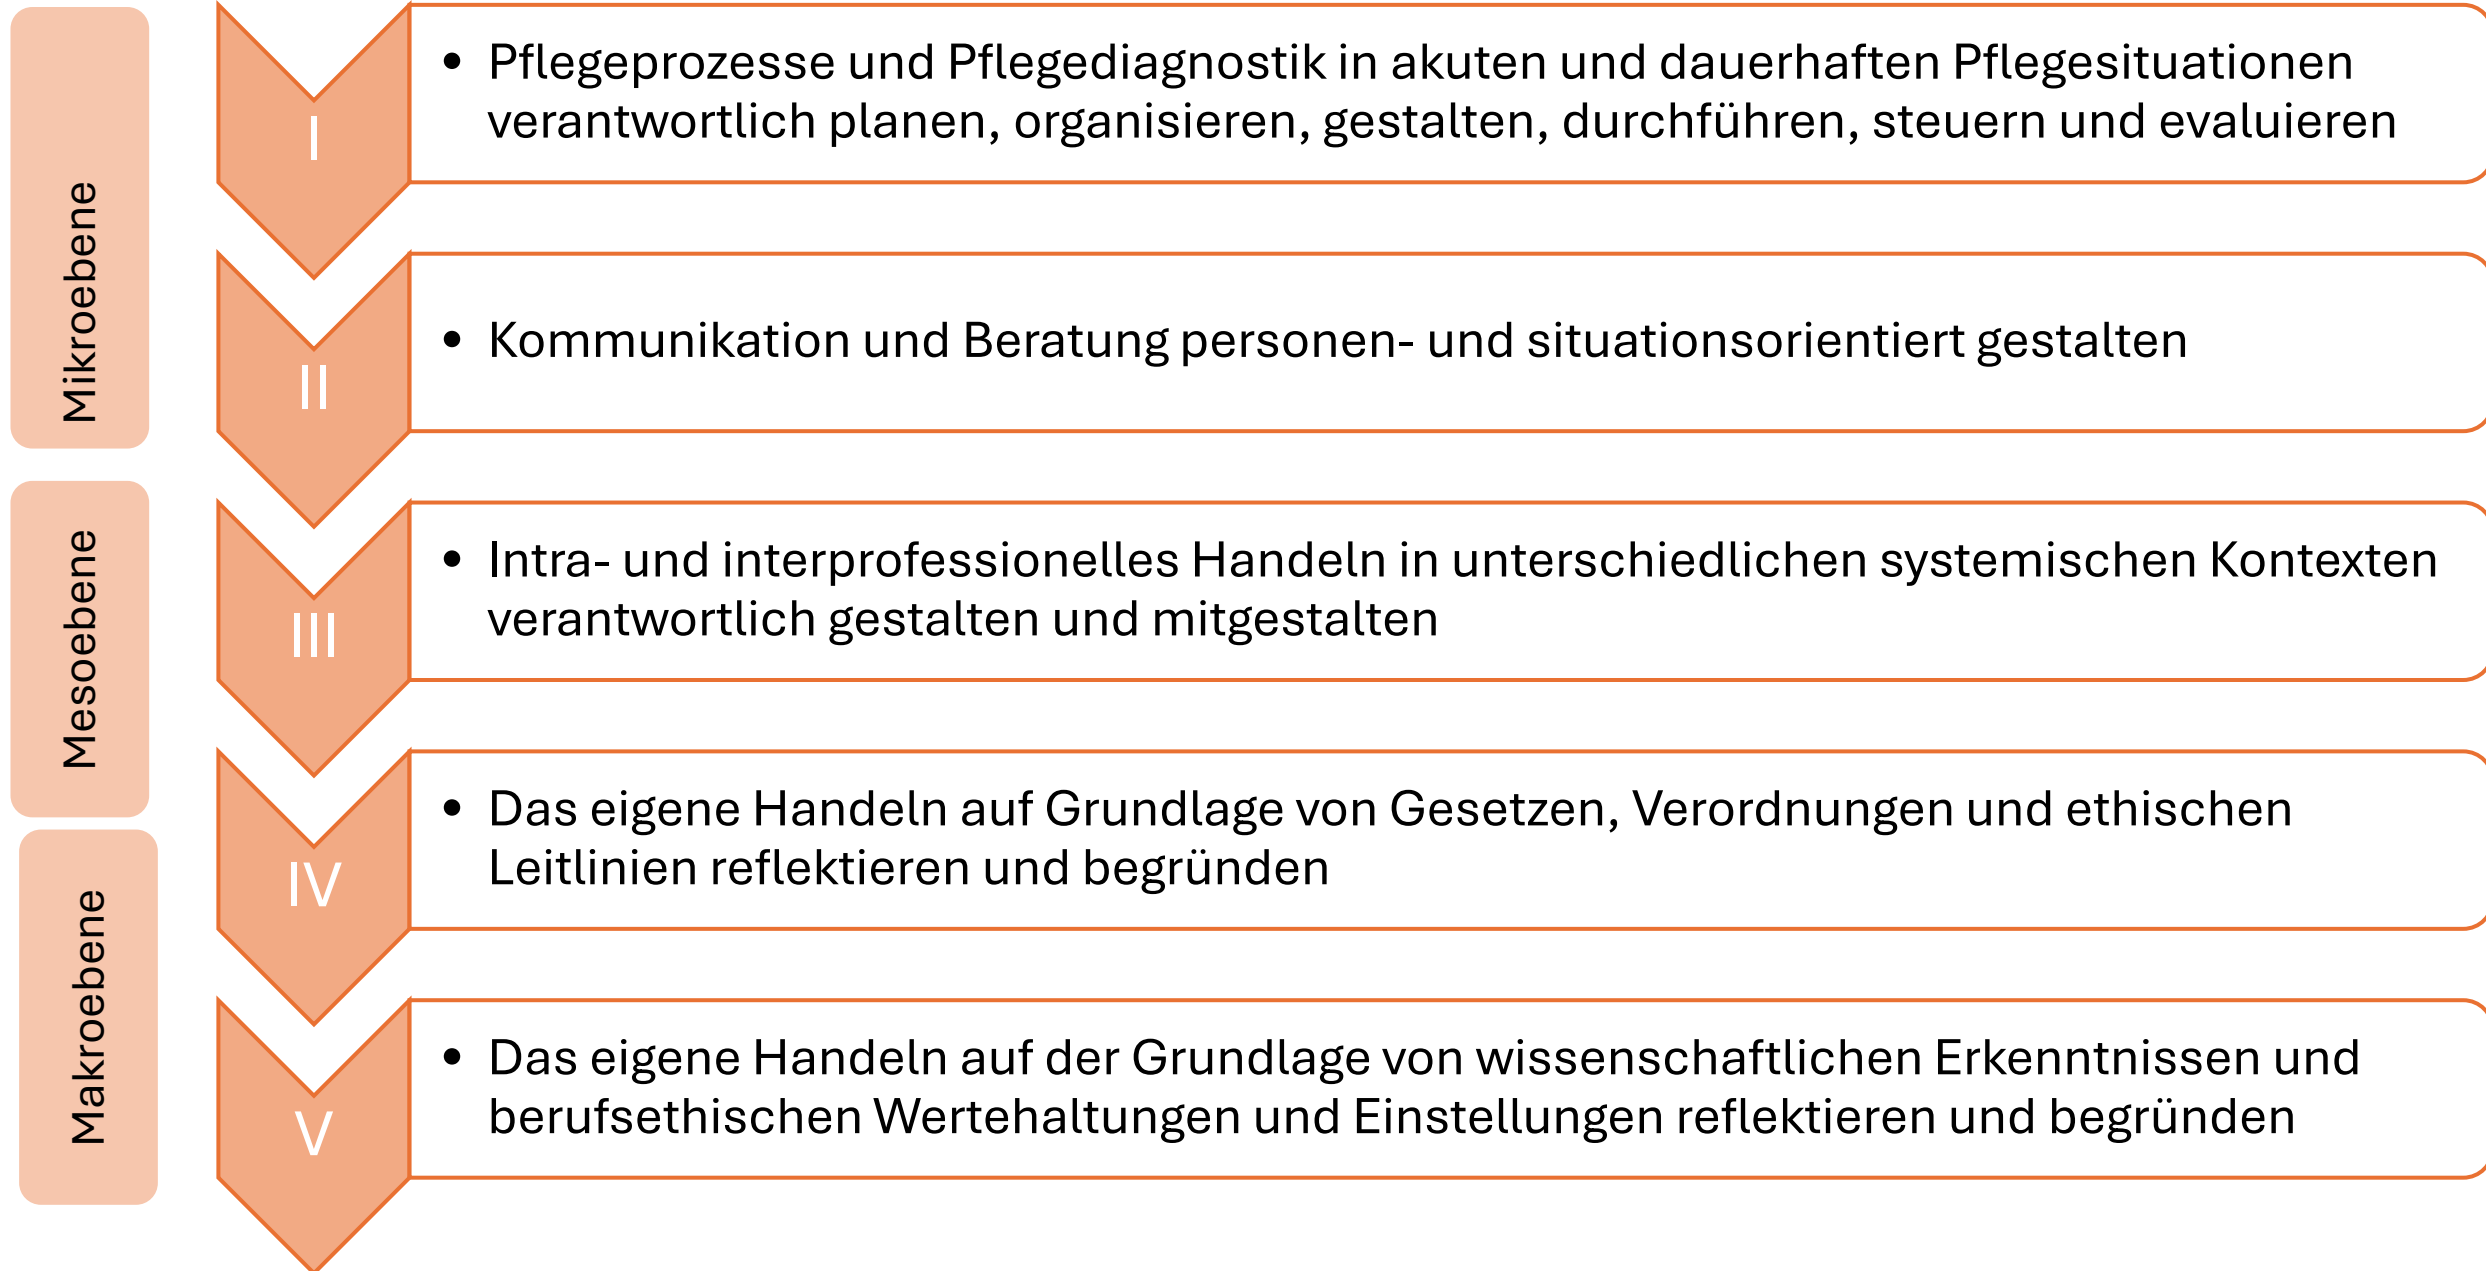 Mikroebene
I
• Pflegeprozesse und Pflegediagnostik in akuten und dauerhaften Pflegesituationen
verantwortlich planen, organisieren, gestalten, durchführen, steuern und evaluieren
II
• Kommunikation und Beratung personen- und situationsorientiert gestalten
Mesoebene
III
• Intra- und interprofessionelles Handeln in unterschiedlichen systemischen Kontexten
verantwortlich gestalten und mitgestalten
Makroebene
IV
• Das eigene Handeln auf Grundlage von Gesetzen, Verordnungen und ethischen
Leitlinien reflektieren und begründen
V
• Das eigene Handeln auf der Grundlage von wissenschaftlichen Erkenntnissen und
berufsethischen Wertehaltungen und Einstellungen reflektieren und begründen